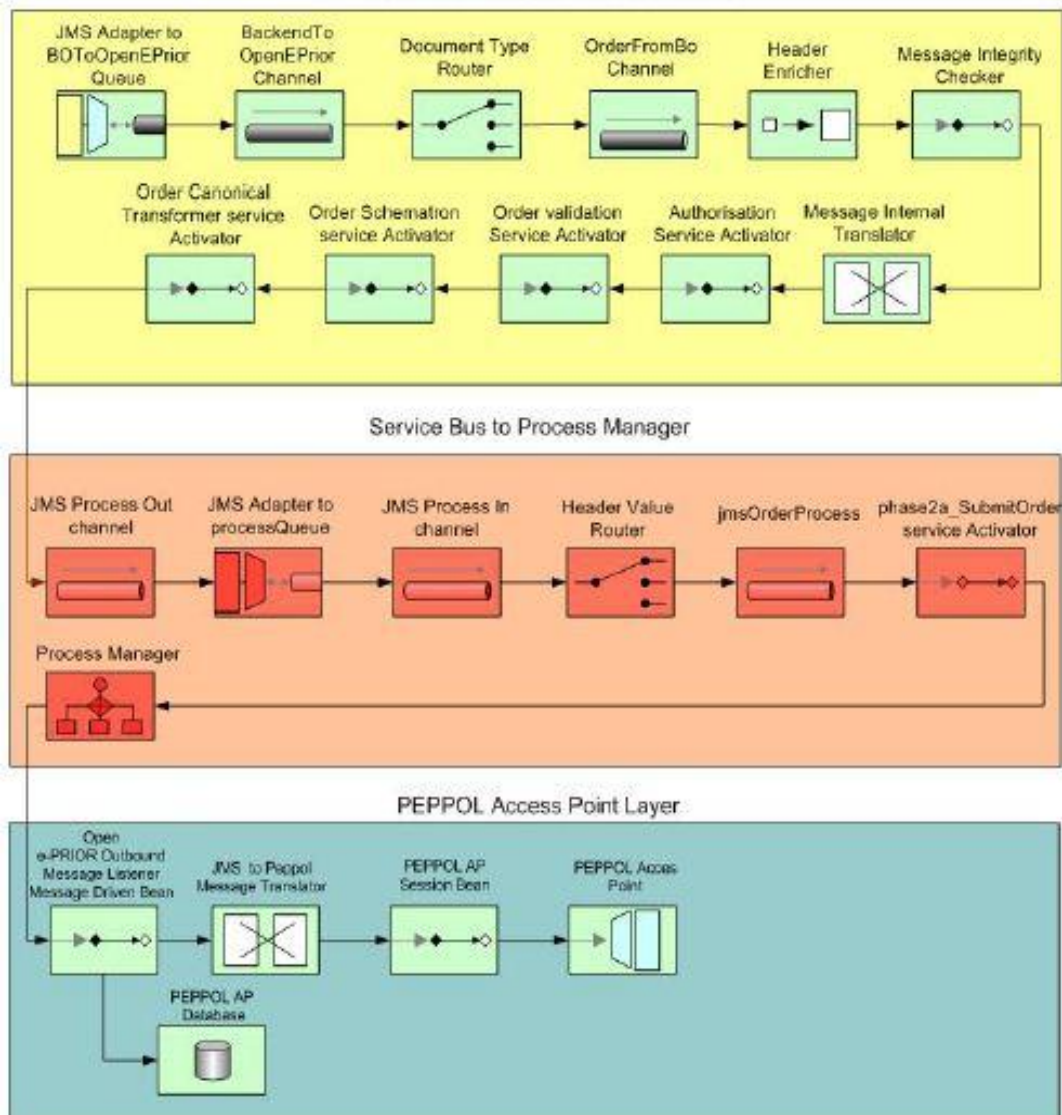 JMS Adapter to
BOToOpenEPrior
Queue
BackendTo
OpenEPrior
Channel
Document Type
Router
OrderFromBo
Channel
Header
Enricher
Message Integrity
Checker
Order Canonical
Transformer service
Activator
Order Schemation
service Activator
Order validation
Service Activator
Authorisation
Service Activator
Message Internal
Translator
Service Bus to Process Manager
JMS Process Out
channel
JMS Adapter to
processQueue
JMS Process In
channel
Header Value
Router
jmsOrderProcess
phase2a_SubmitOrder
service Activator
Process Manager
PEPPOL Access Point Layer
Open
e-PRIOR Outbound
Message Listener
Message Driven Bean
JMS to Peppol
Message Translator
PEPPOL AP
Session Bean
PEPPOL Acces
Point
PEPPOL AP
Database